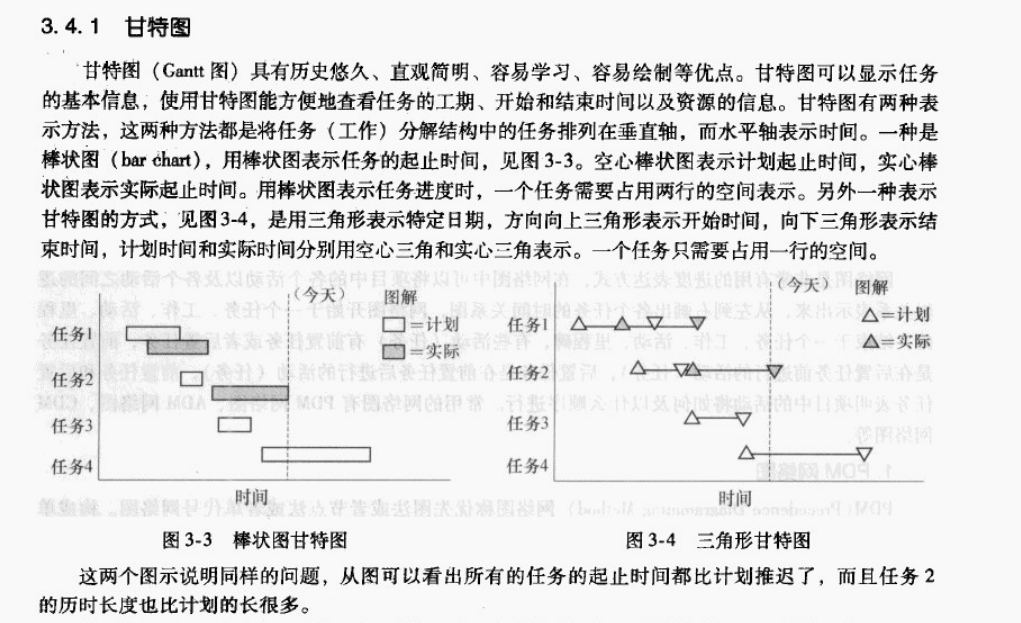 3.4.1 甘特图
甘特图（Gantt 图）具有历史悠久、直观简明、容易学习、容易绘制等优点。甘特图可以显示任务
的基本信息，使用甘特图能方便地查看任务的工期、开始和结束时间以及资源的信息。甘特图有两种表
示方法，这两种方法都是将任务（工作）分解结构中的任务排列在垂直轴，而水平轴表示时间。一种是
棒状图（bar chart），用棒状图表示任务的起止时间，见图3-3。空心棒状图表示计划起止时间，实心棒
状图表示实际起止时间。用棒状图表示任务进度时，一个任务需要占用两行的空间表示。另外一种表示
甘特图的方式，见图3-4，是用三角形表示特定日期，方向向上三角形表示开始时间，向下三角形表示结
束时间，计划时间和实际时间分别用空心三角和实心三角表示。一个任务只需要占用一行的空间。
（今天）
图解
=计划
=实际
任务1
任务2
任务3
任务4
时间
图3-3 棒状图甘特图
（今天）
图解
=计划
=实际
任务1
任务2
任务3
任务4
时间
图3-4 三角形甘特图
这两个图示说明同样的问题，从图可以看出所有的任务的起止时间都比计划推迟了，而且任务2
的历时长度也比计划的长很多。